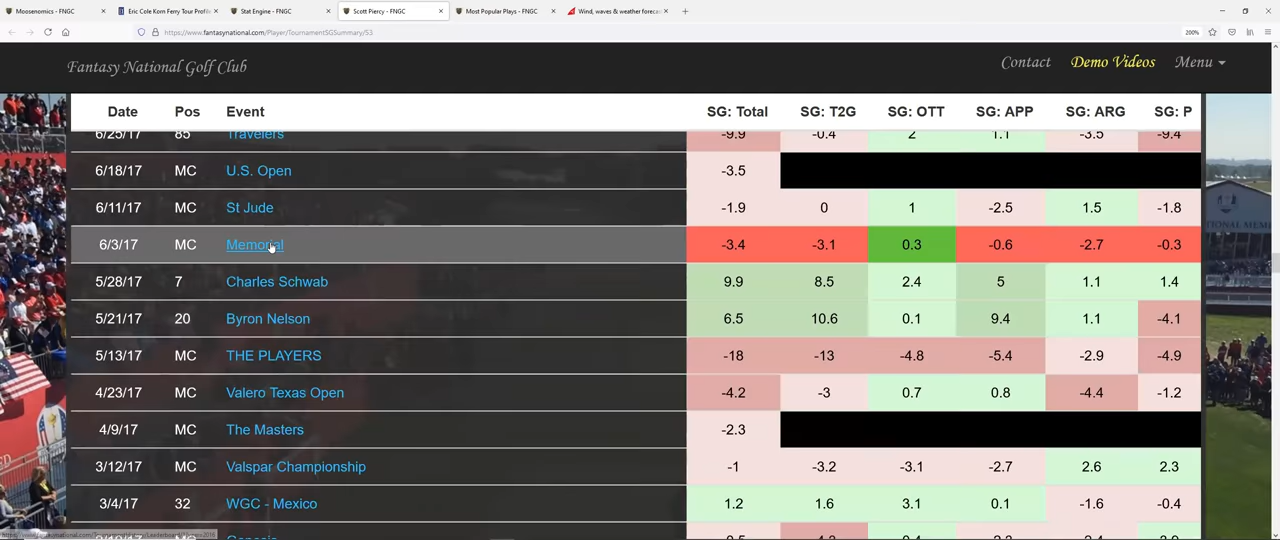 Moosenomics - FNGC
Eric Cole Korn Ferry Tour Profile
Stat Engine - FNGC
Scott Piercy - FNGC
Most Popular Plays - FNGC
Wind, waves & weather foreca
https://www.fantasynational.com/Player/TournamentSGSummary/53
200%
Fantasy National Golf Club
Contact Demo Videos Menu
Date Pos Event SG: Total SG: T2G SG: OTT SG: APP SG: ARG SG: P
6/25/17 85 Travelers -9.9 -0.4 2 1.1 -3.5 -9.4
6/18/17 MC U.S. Open -3.5
6/11/17 MC St Jude -1.9 0 1 -2.5 1.5 -1.8
6/3/17 MC Memorial -3.4 -3.1 0.3 -0.6 -2.7 -0.3
5/28/17 7 Charles Schwab 9.9 8.5 2.4 5 1.1 1.4
5/21/17 20 Byron Nelson 6.5 10.6 0.1 9.4 1.1 -4.1
5/13/17 MC THE PLAYERS -18 -13 -4.8 -5.4 -2.9 -4.9
4/23/17 MC Valero Texas Open -4.2 -3 0.7 0.8 -4.4 -1.2
4/9/17 MC The Masters -2.3
3/12/17 MC Valspar Championship -1 -3.2 -3.1 -2.7 2.6 2.3
3/4/17 32 WGC - Mexico 1.2 1.6 3.1 0.1 -1.6 -0.4
Genesis